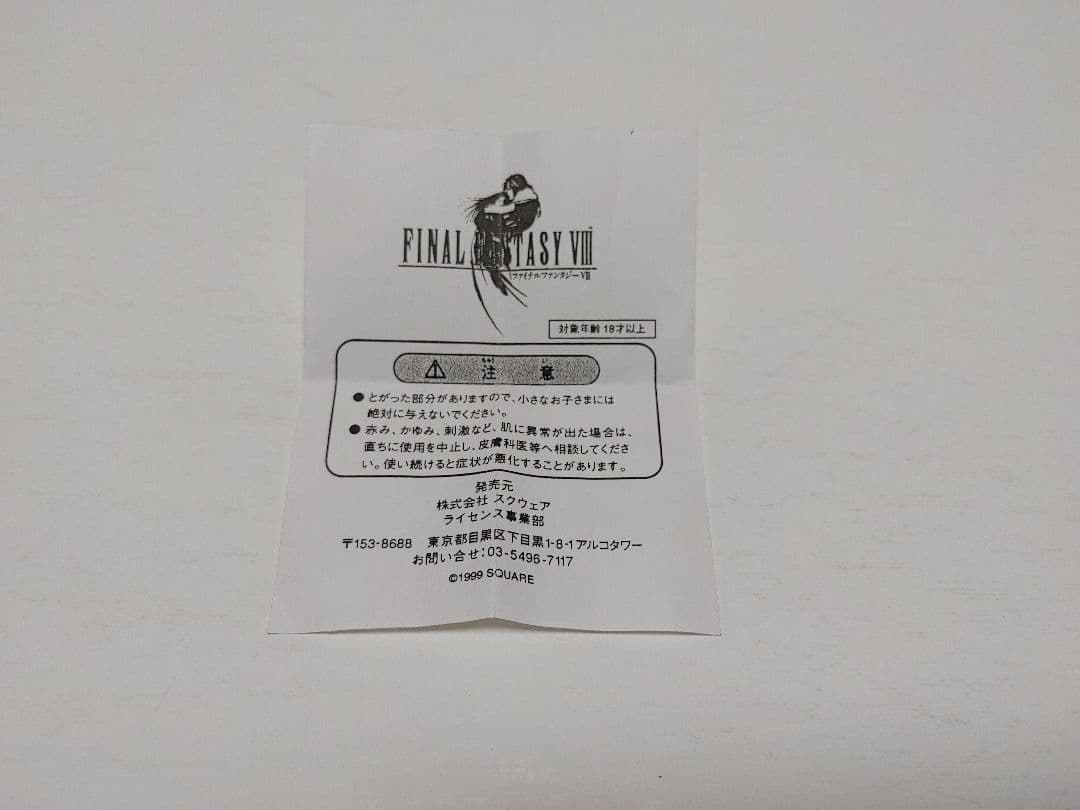 FINAL FANTASY VIII
ファイナルファンタジーVIII
対象年齢 18才以上
注意
●とがった部分がありますので、小さなお子さまには
絶対に与えないでください。
●赤み、かゆみ、刺激など、肌に異常が出た場合は、
直ちに使用を中止し、皮膚科医等へ相談してくださ
い。使い続けると症状が悪化することがあります。
発売元
株式会社 スクウェア
ライセンス事業部
〒153-8688 東京都目黒区下目黒1-8-1アルコタワー
お問い合せ:03-5496-7117
©1999 SQUARE